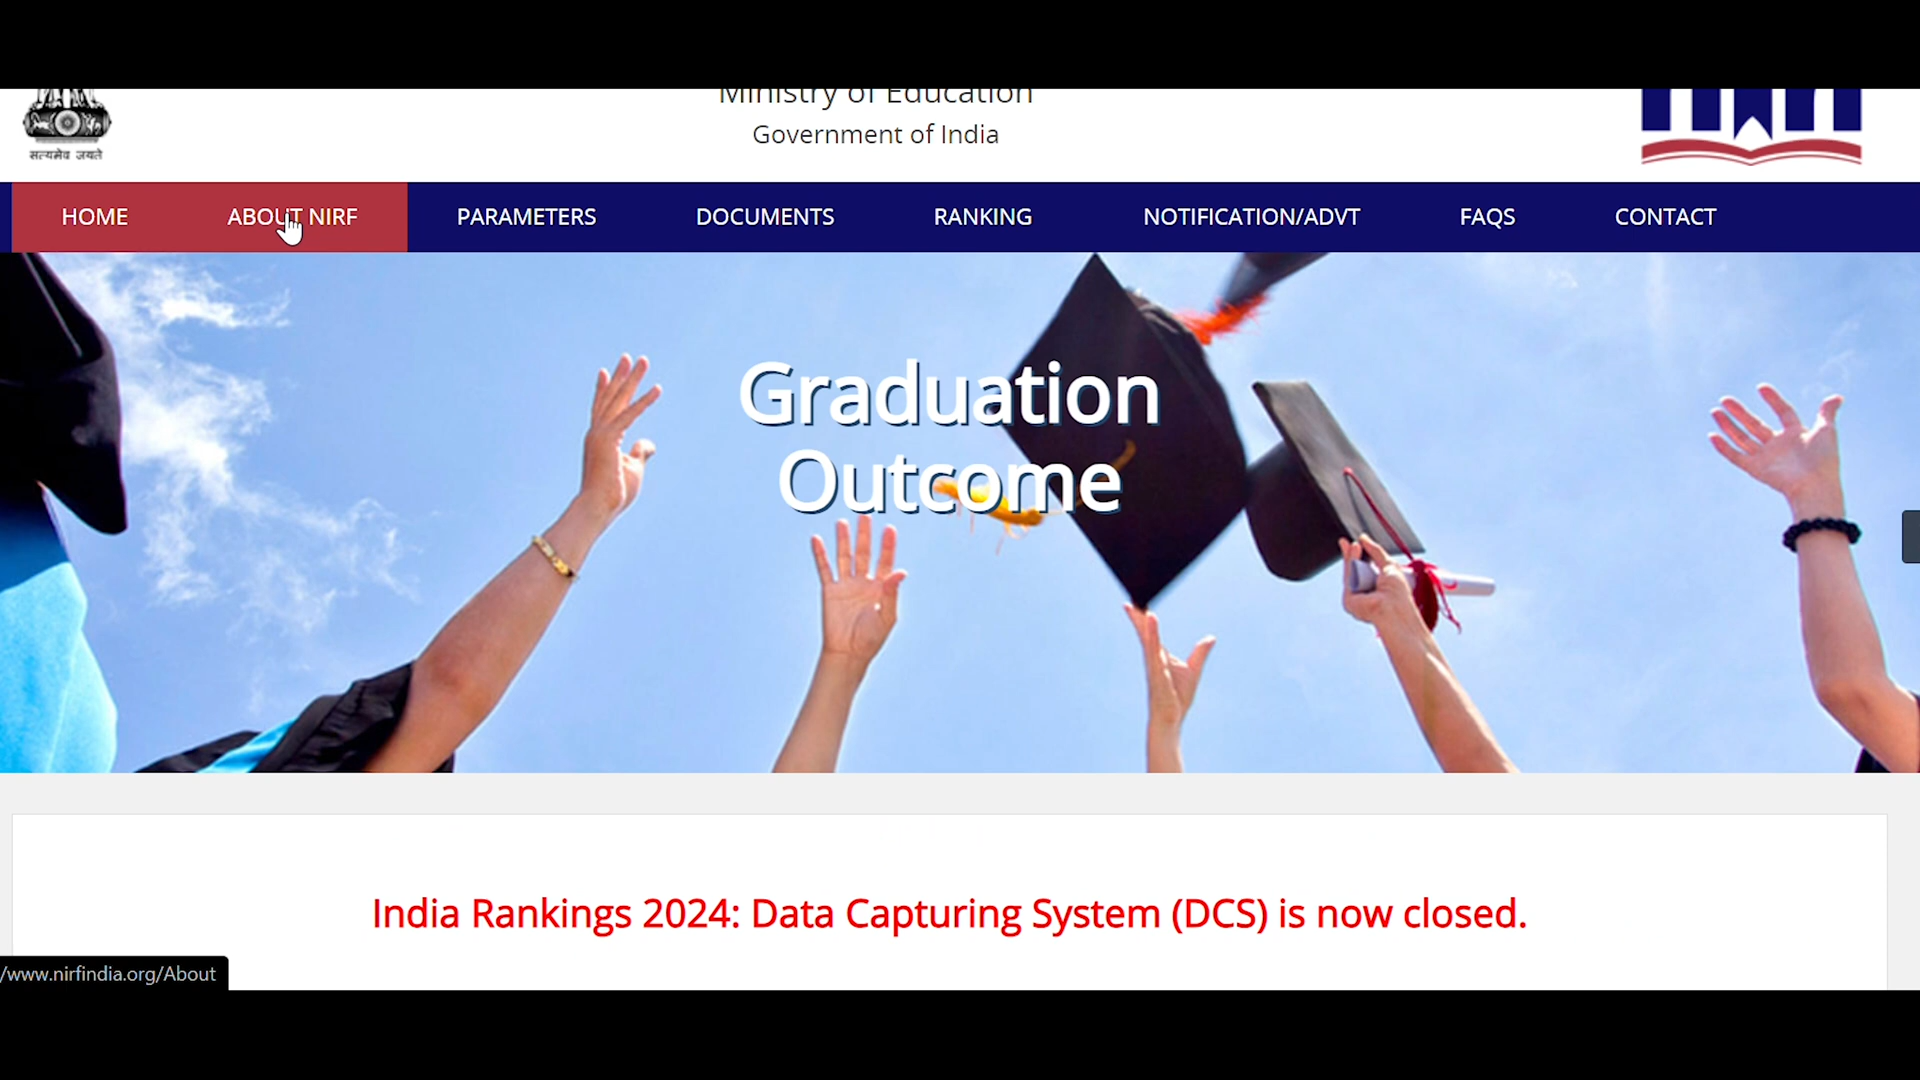 Ministry of Education
Government of India
सत्यमेव जयते
HOME ABOUT NIRF PARAMETERS DOCUMENTS RANKING NOTIFICATION/ADVT FAQS CONTACT
Graduation
Outcome
India Rankings 2024: Data Capturing System (DCS) is now closed.
/www.nirfindia.org/About